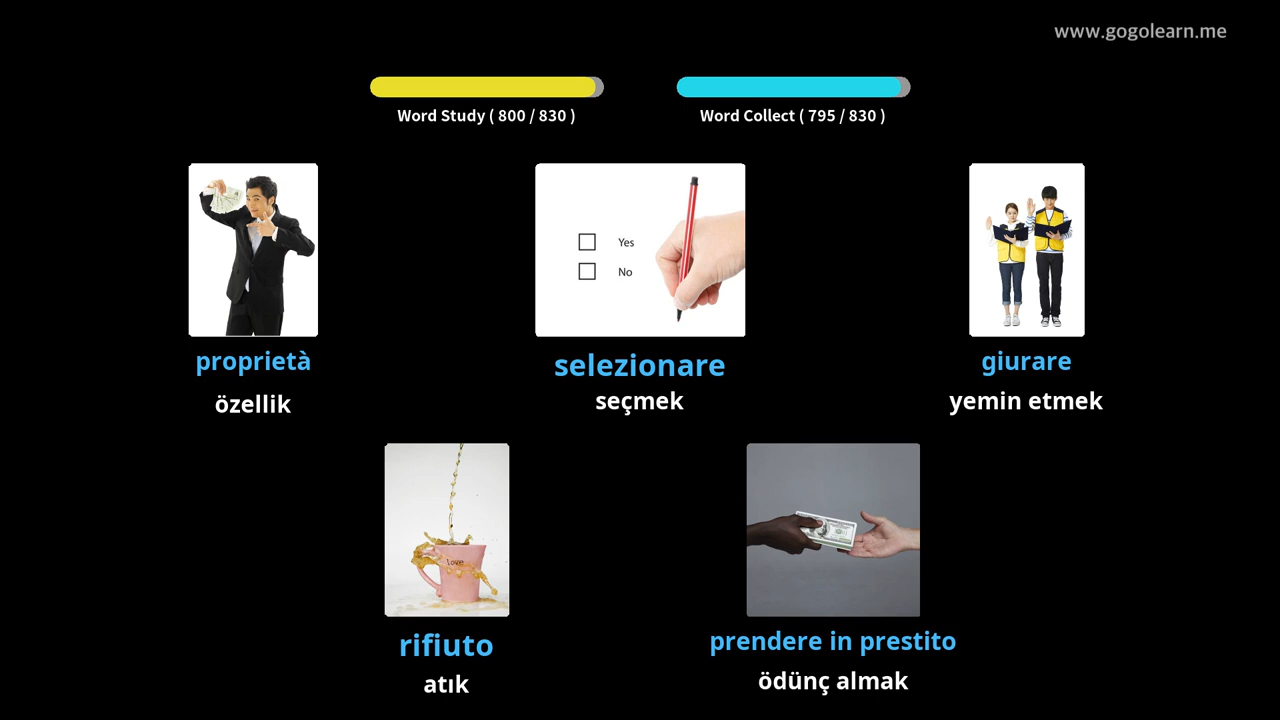 www.gogolearn.me
Word Study ( 800 / 830 )
Word Collect ( 795 / 830 )
Yes
No
proprietà
selezionare
giurare
özellik
seçmek
yemin etmek
love
rifiuto
prendere in prestito
atık
ödünç almak